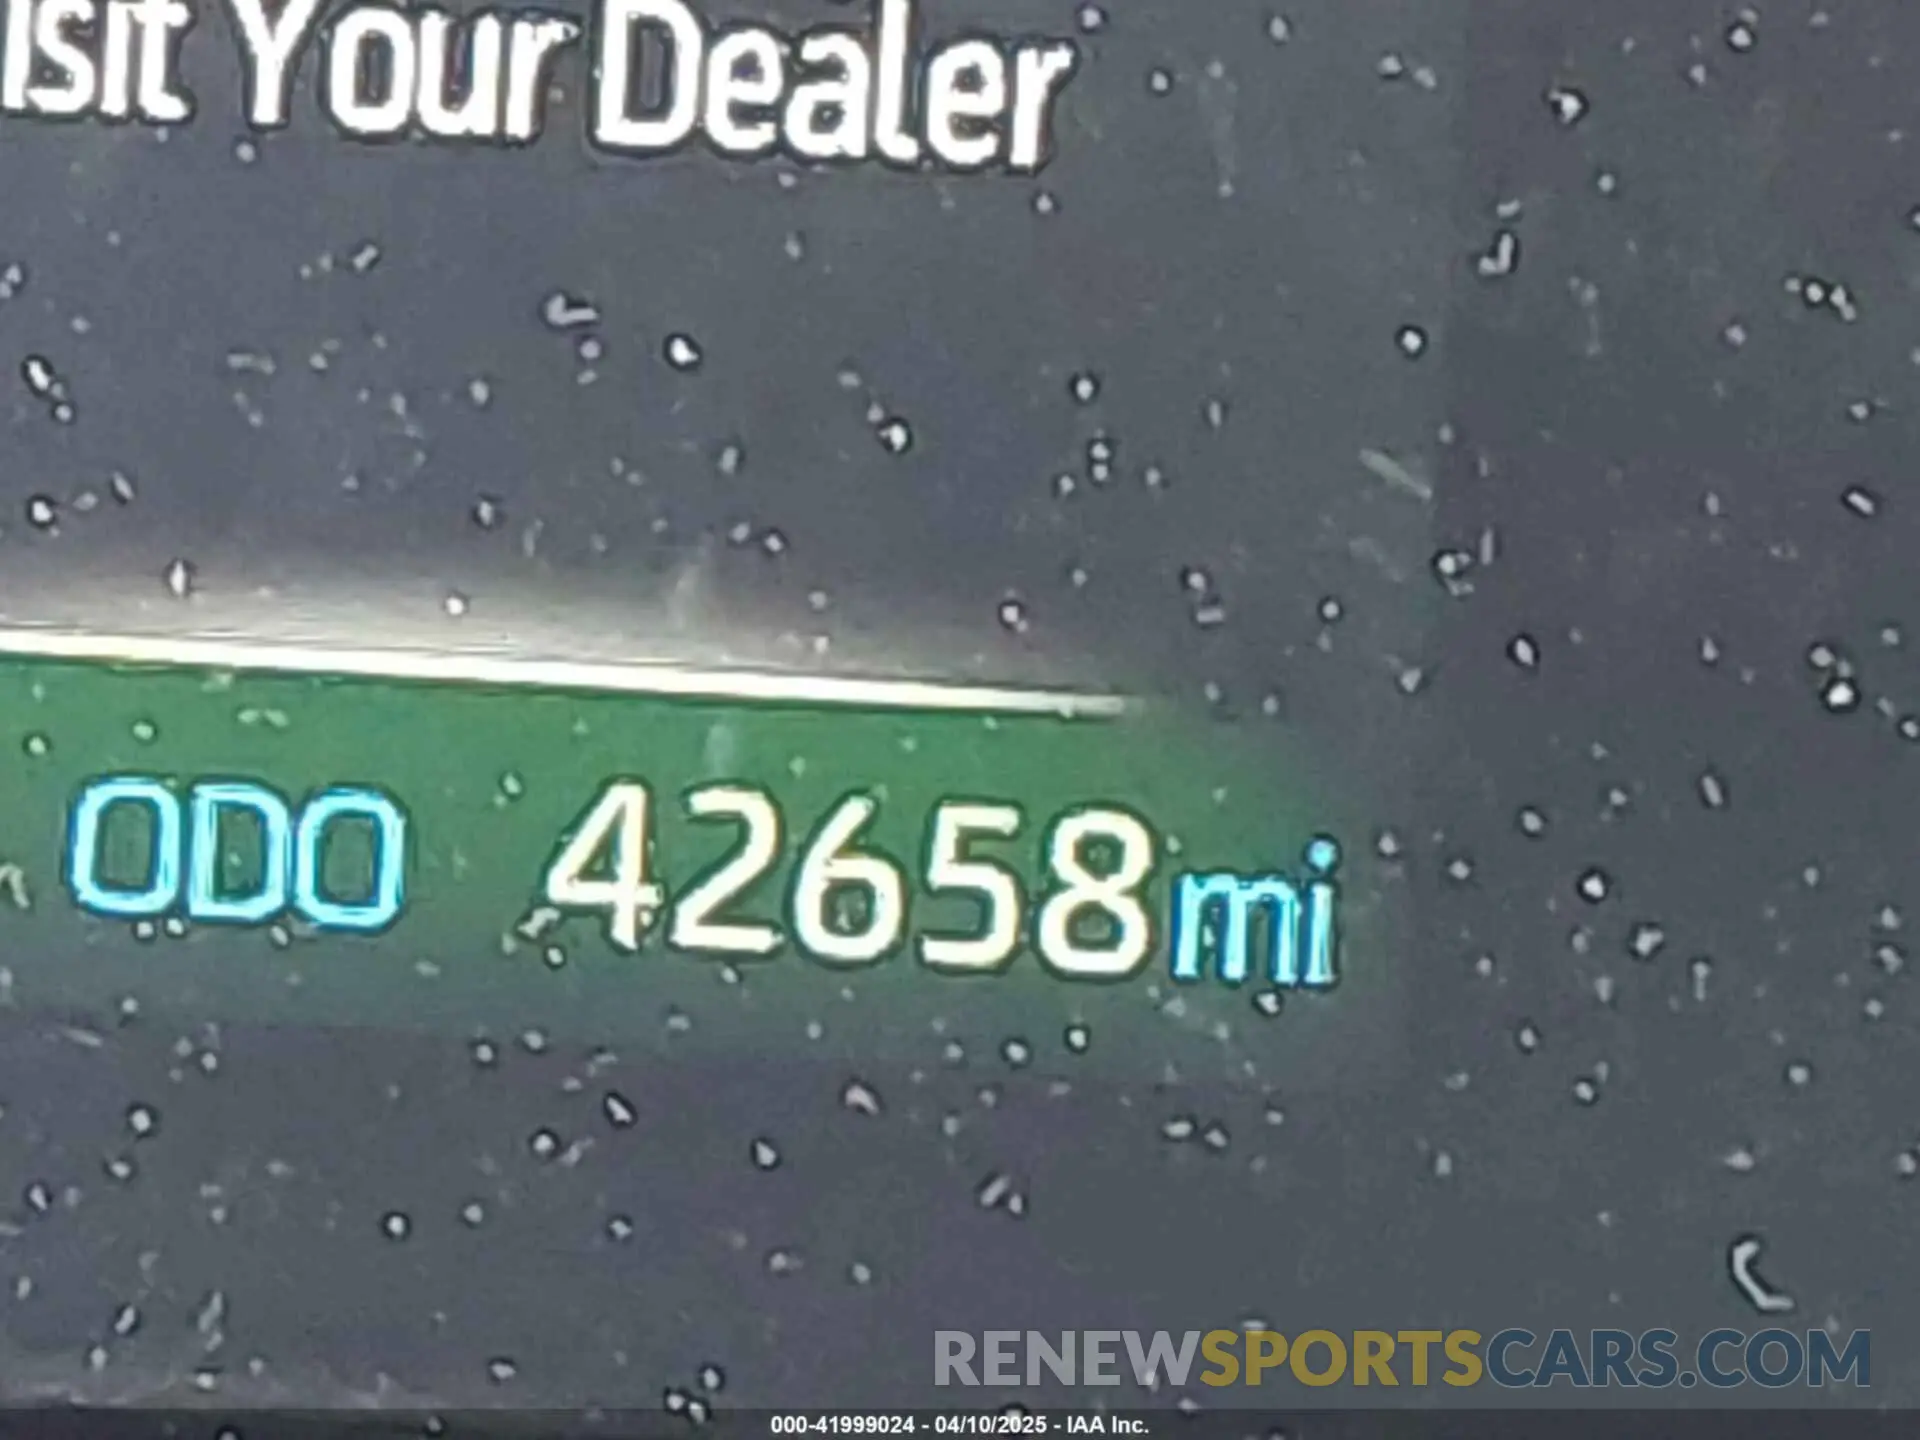 isit Your Dealer
ODO 42658mi
RENEWSPORTSCARS.COM
000-41999024 - 04/10/2025 - IAA Inc.